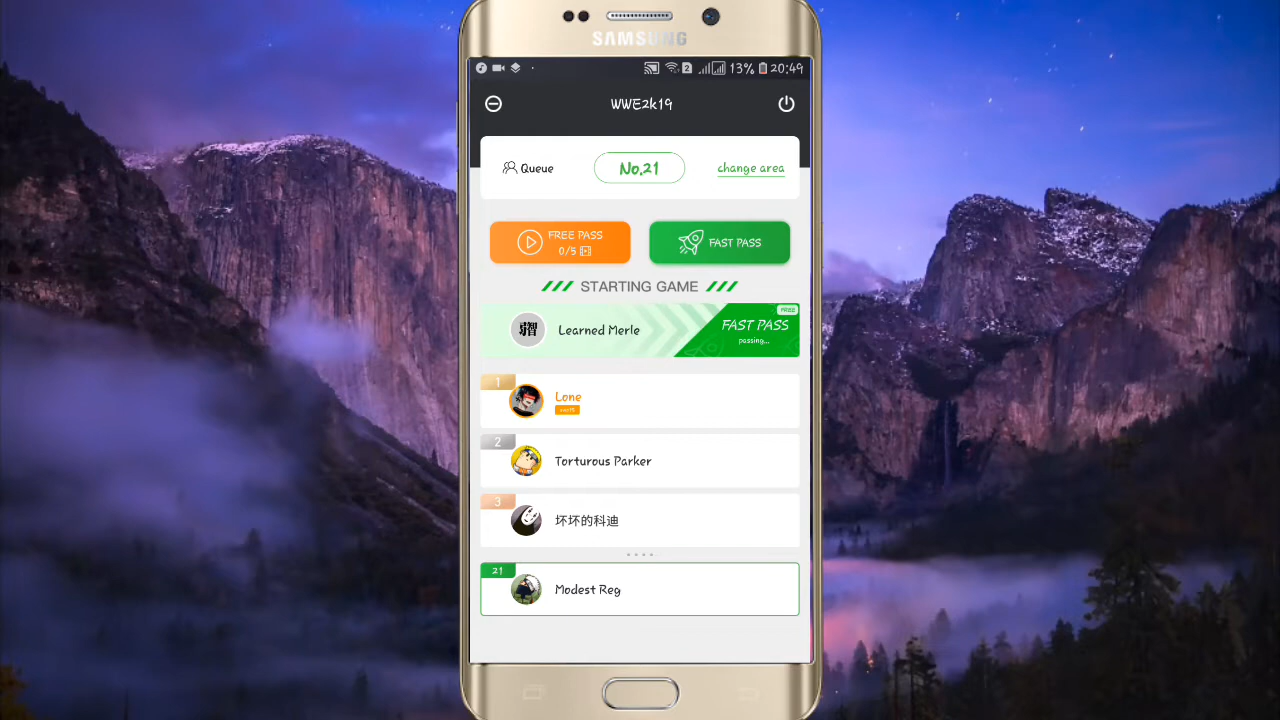 SAMSUNG
2
13%
20:49
WWE2k19
Queue
No.21
change area
FREE PASS
0/5
FAST PASS
STARTING GAME
FREE
Learned Merle
FAST PASS
passing...
1
Lone
2
Torturous Parker
3
坏坏的科迪
21
Modest Reg